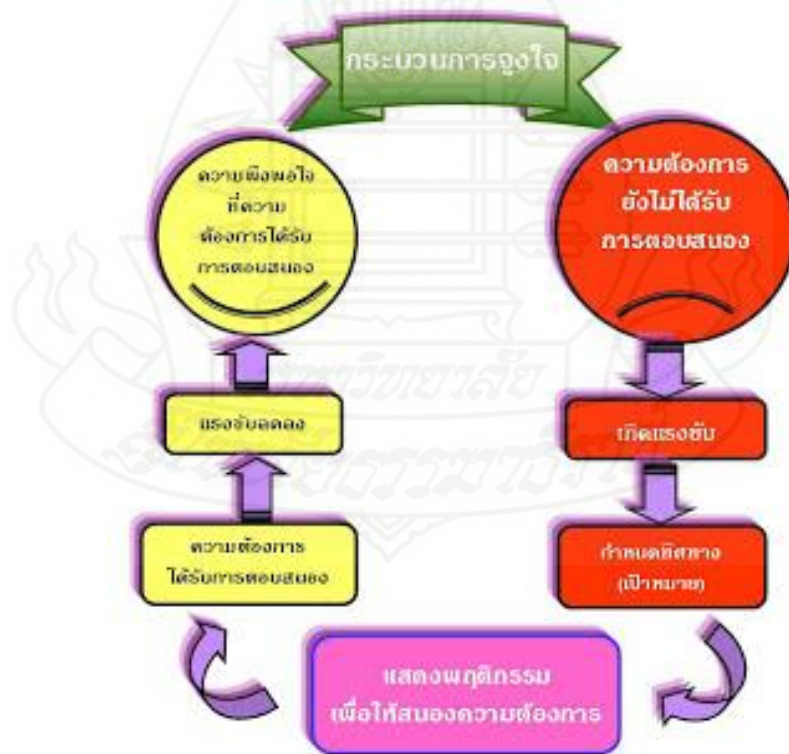 กระบวนการจูงใจ
ความพึงพอใจ
ที่ความ
ต้องการได้รับ
การตอบสนอง
ความต้องการ
ยังไม่ได้รับ
การตอบสนอง
แรงขับลดลง
เกิดแรงขับ
ความต้องการ
ได้รับการตอบสนอง
กำหนดทิศทาง
(เป้าหมาย)
แสดงพฤติกรรม
เพื่อให้สนองความต้องการ